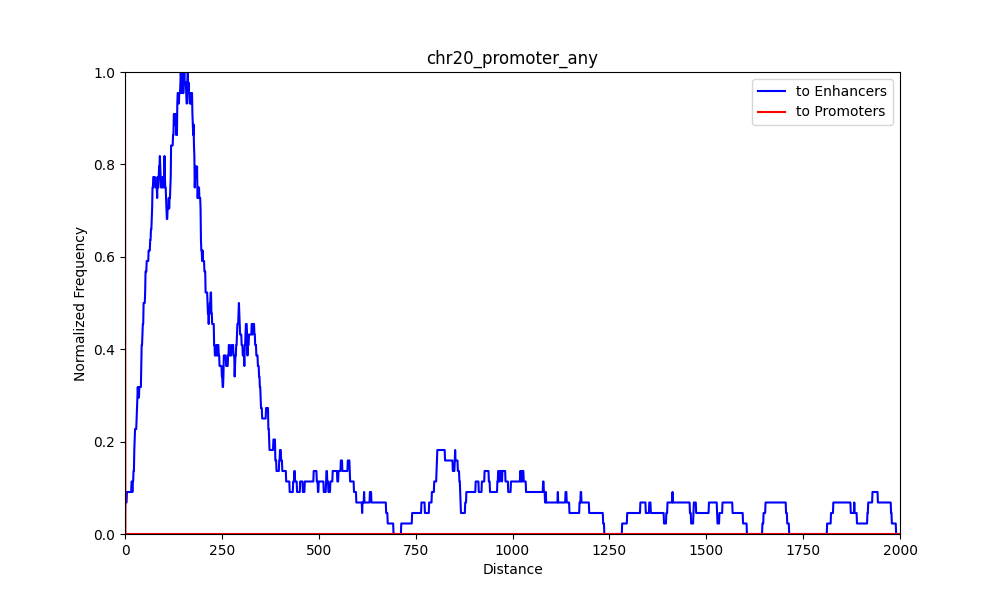 chr20_promoter_any
to Enhancers
to Promoters
Normalized Frequency
1.0
0.8
0.6
0.4
0.2
0.0
0 250 500 750 1000 1250 1500 1750 2000
Distance